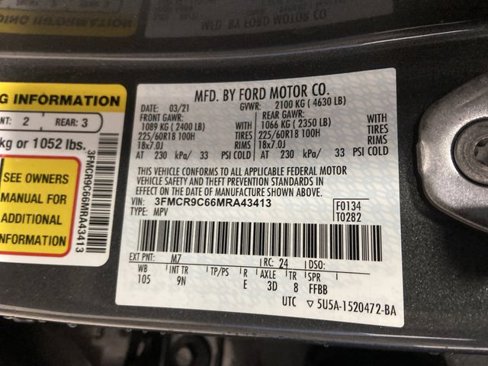 NG INFORMATION
NT: 2 REAR: 3
kg or 1052 lbs.
SEE OWNERS
MANUAL FOR
ADDITIONAL
INFORMATION
3FMCR9C66MRA43413
MFD. BY FORD MOTOR CO.
DATE: 03/21 GVWR: 2100 KG ( 4630 LB)
FRONT GAWR: REAR GAWR:
1089 KG ( 2400 LB) WITH 1066 KG ( 2350 LB) WITH
225/60R18 100H TIRES 225/60R18 100H TIRES
18x7.0J RIMS 18x7.0J RIMS
AT 230 kPa/ 33 PSI COLD AT 230 kPa/ 33 PSI COLD
THIS VEHICLE CONFORMS TO ALL APPLICABLE FEDERAL MOTOR
VEHICLE SAFETY AND THEFT PREVENTION STANDARDS IN
EFFECT ON THE DATE OF MANUFACTURE SHOWN ABOVE.
VIN: 3FMCR9C66MRA43413 F0134
TYPE: MPV T0282
EXT PNT: M7 RC: 24 DSO:
WB INT TR TP/PS R AXLE TR SPR
105 9N E 3D 8 FFBB
UTC 5U5A-1520472-BA